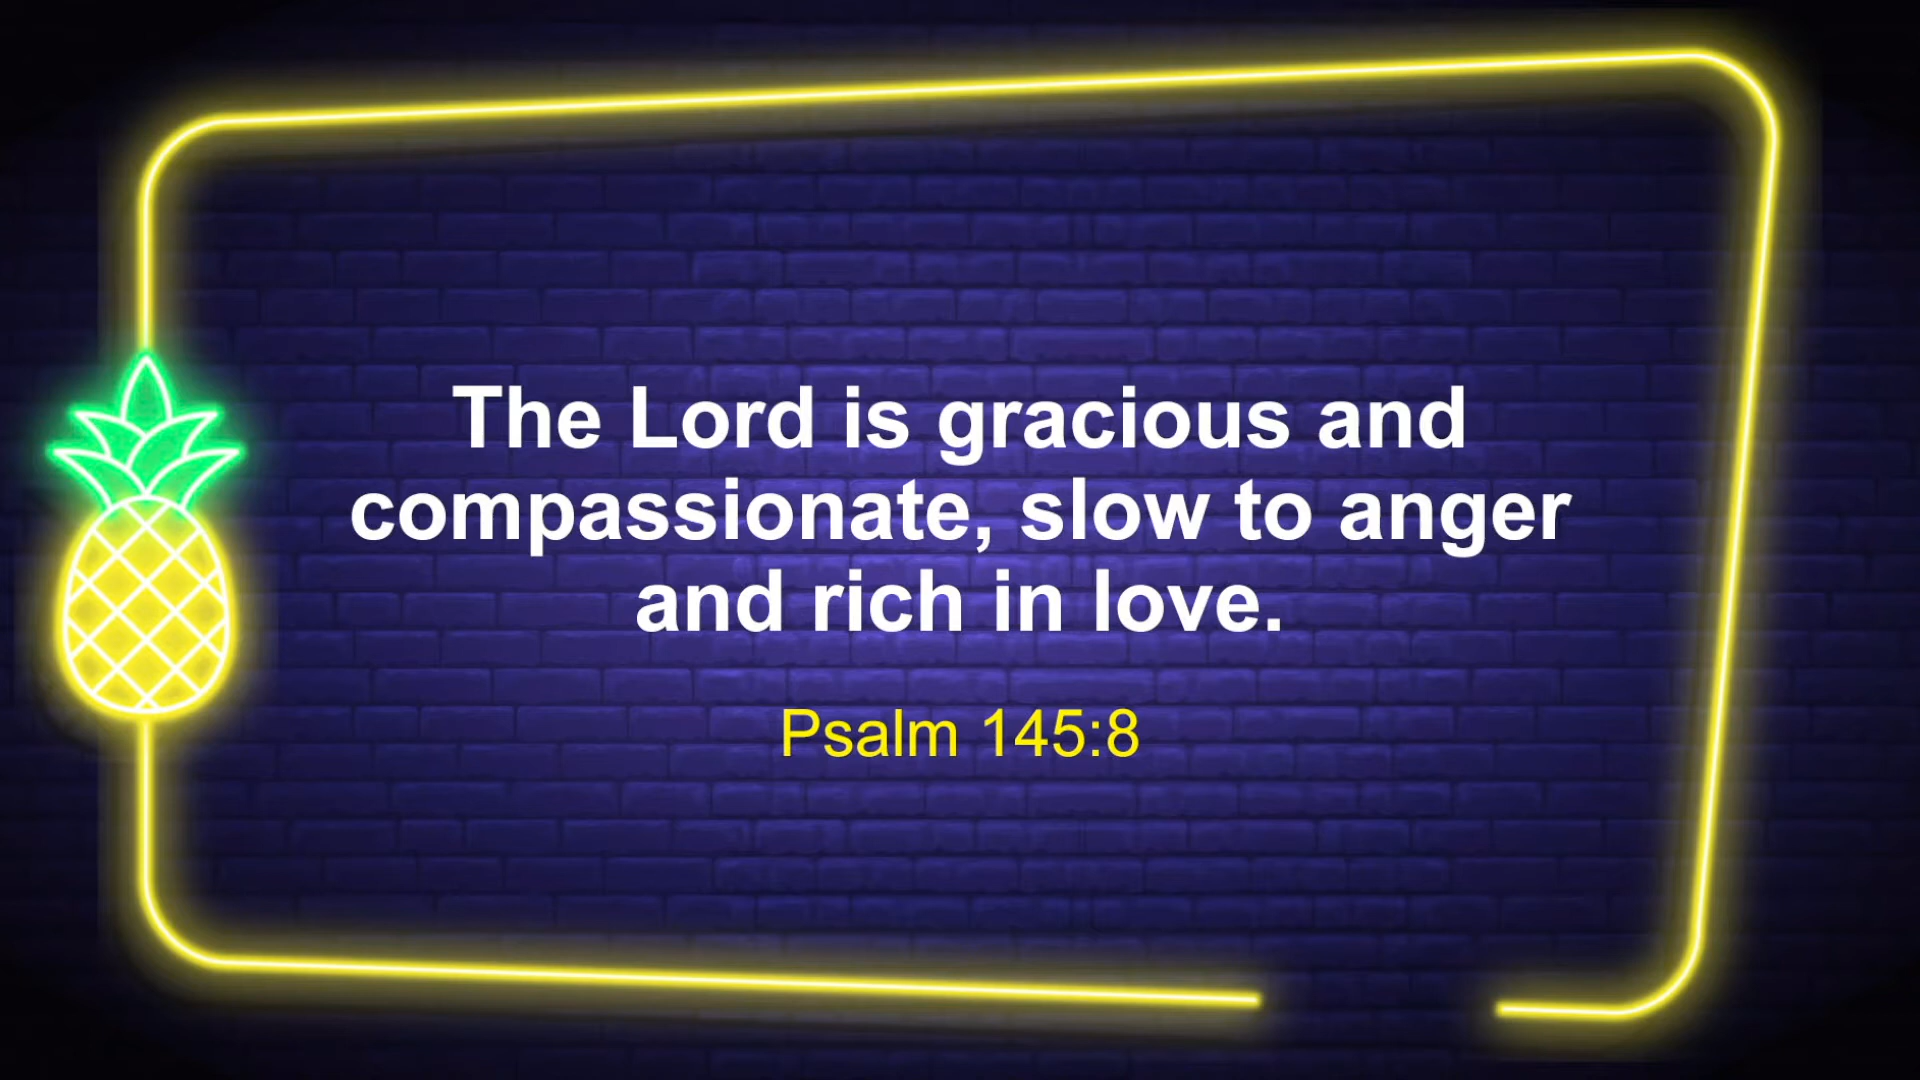 The Lord is gracious and
compassionate, slow to anger
and rich in love.
Psalm 145:8